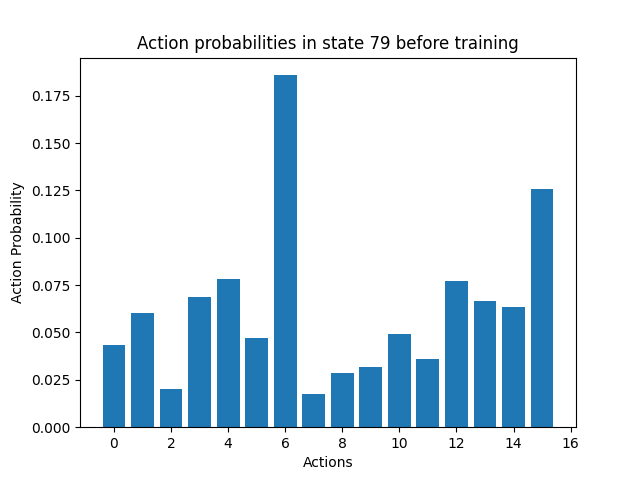 Action probabilities in state 79 before training
0.175
0.150
0.125
0.100
0.075
0.050
0.025
0.000
Action Probability
0 2 4 6 8 10 12 14 16
Actions